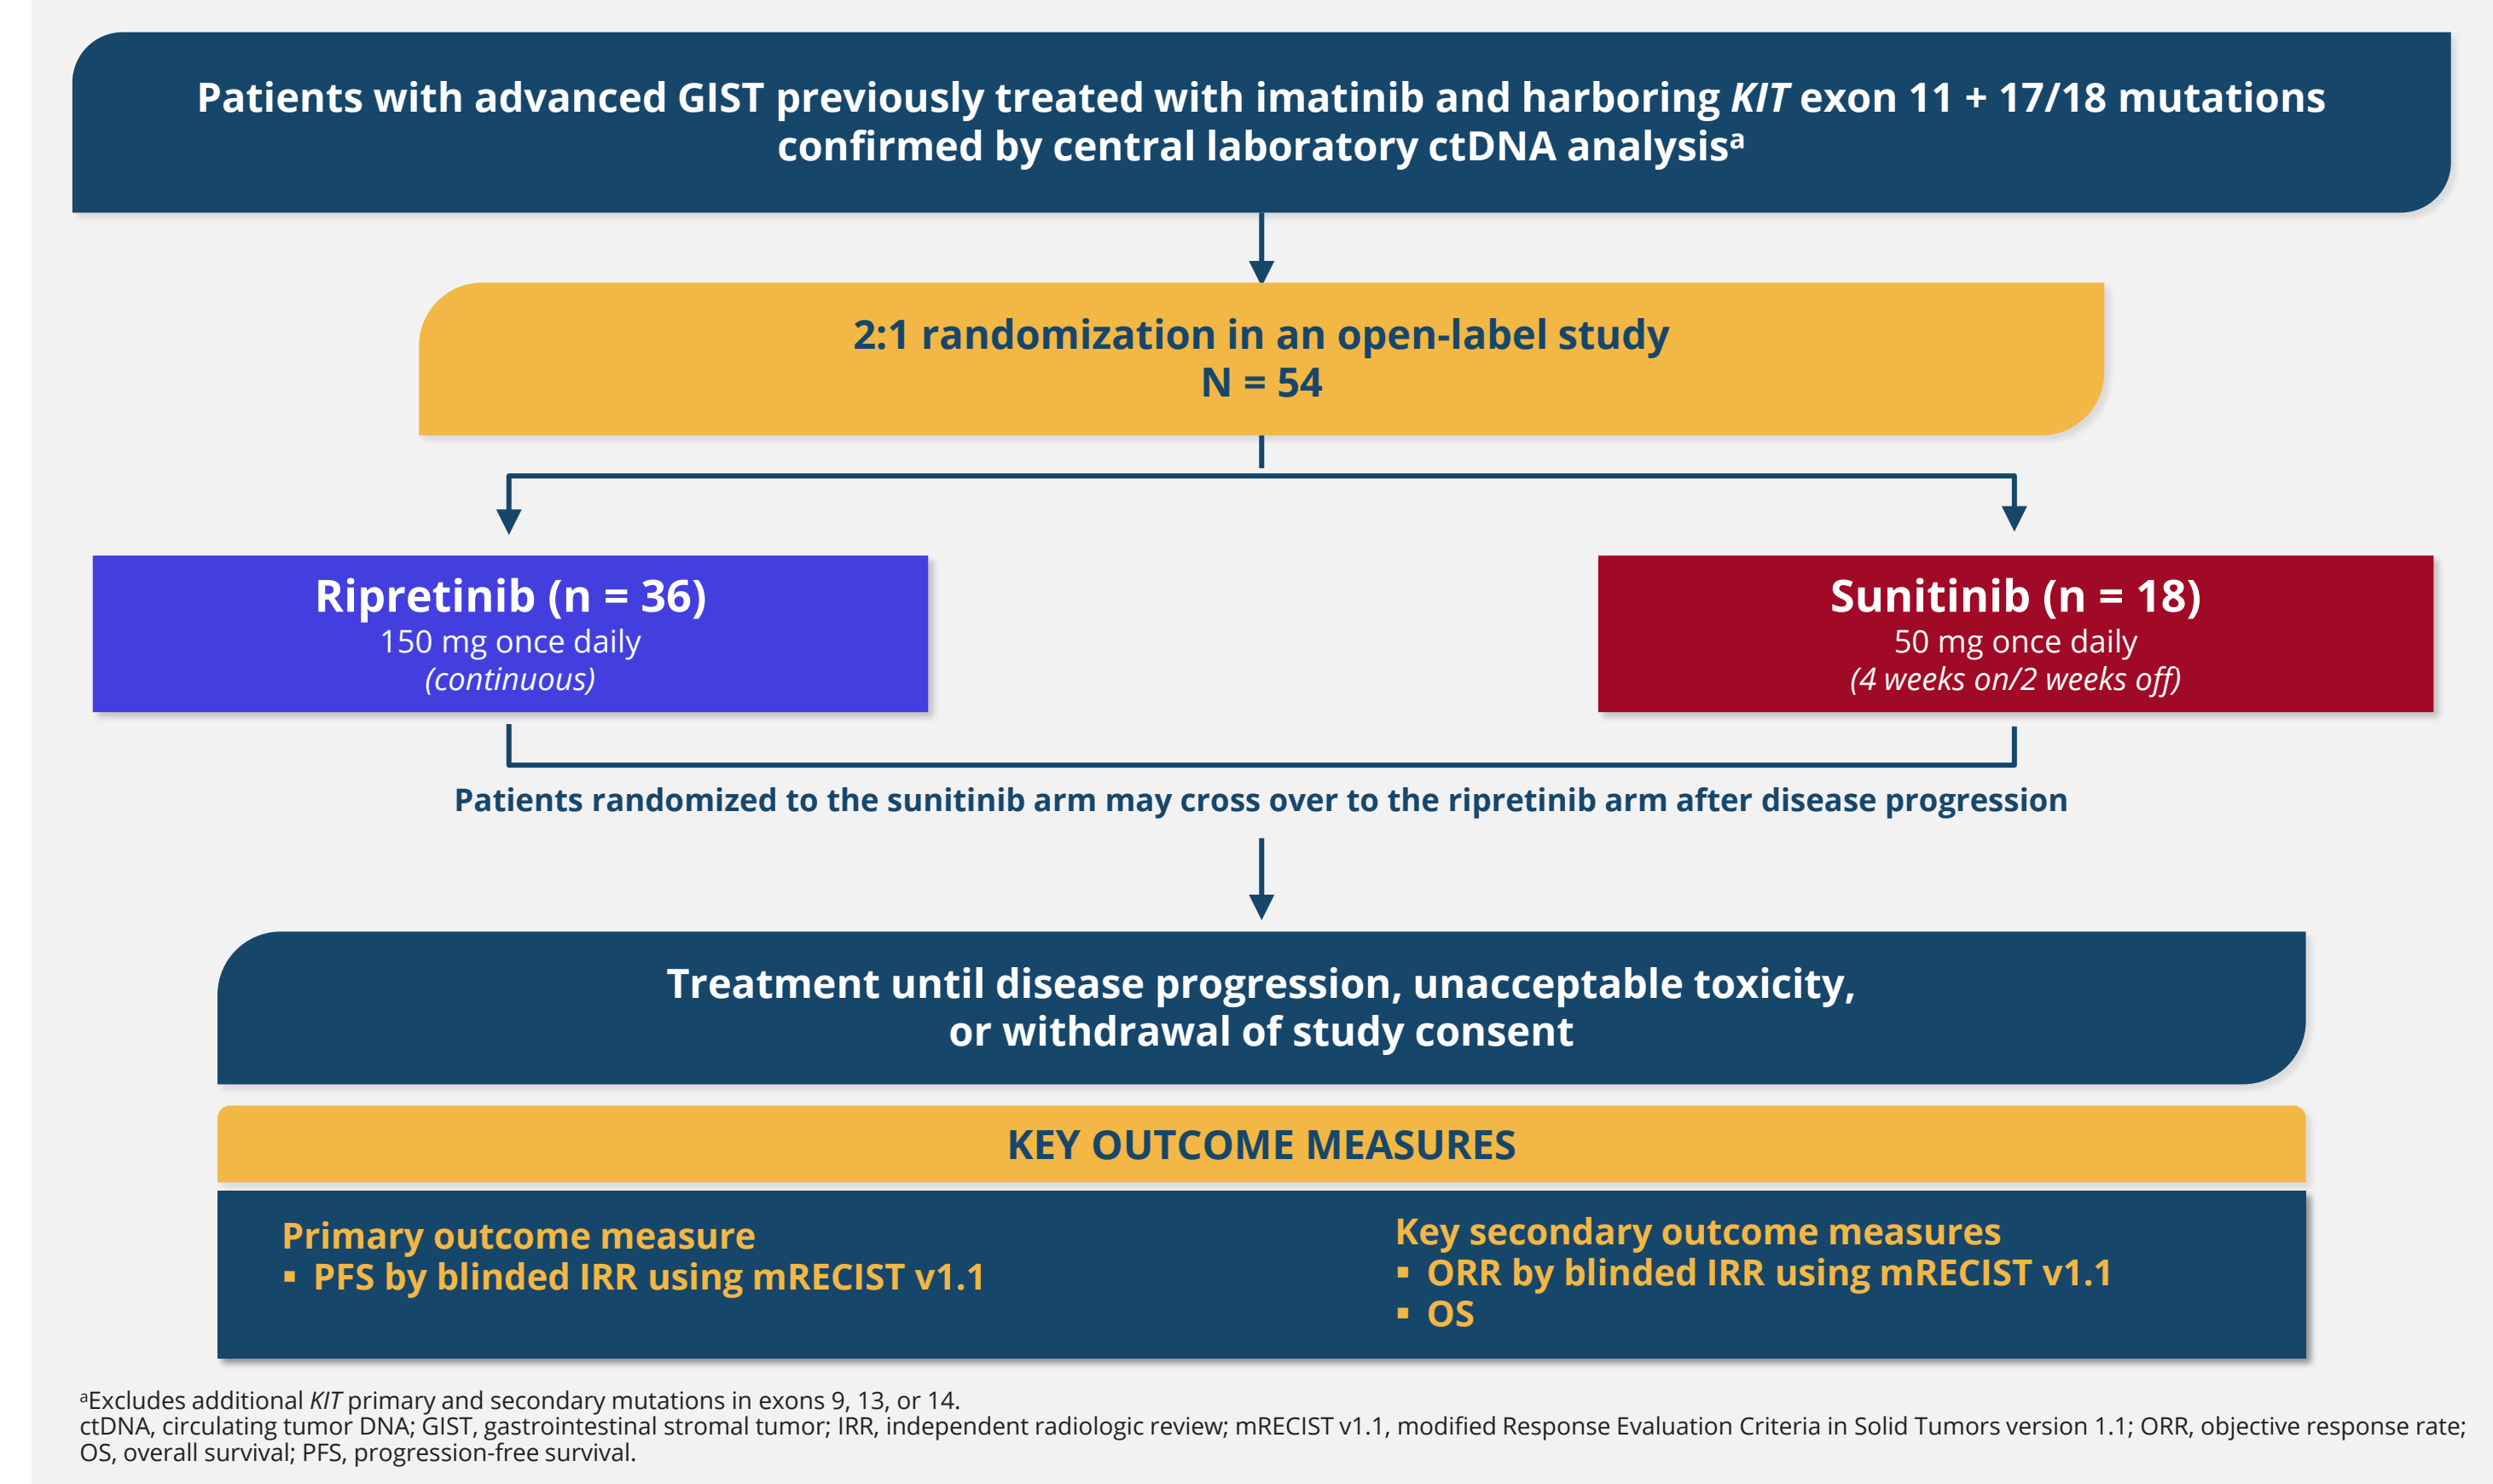 Patients with advanced GIST previously treated with imatinib and harboring KIT exon 11 + 17/18 mutations
confirmed by central laboratory ctDNA analysisᵃ
2:1 randomization in an open-label study
N = 54
Ripretinib (n = 36)
150 mg once daily
(continuous)
Sunitinib (n = 18)
50 mg once daily
(4 weeks on/2 weeks off)
Patients randomized to the sunitinib arm may cross over to the ripretinib arm after disease progression
Treatment until disease progression, unacceptable toxicity,
or withdrawal of study consent
KEY OUTCOME MEASURES
Primary outcome measure
▪ PFS by blinded IRR using mRECIST v1.1
Key secondary outcome measures
▪ ORR by blinded IRR using mRECIST v1.1
▪ OS
ᵃExcludes additional KIT primary and secondary mutations in exons 9, 13, or 14.
ctDNA, circulating tumor DNA; GIST, gastrointestinal stromal tumor; IRR, independent radiologic review; mRECIST v1.1, modified Response Evaluation Criteria in Solid Tumors version 1.1; ORR, objective response rate;
OS, overall survival; PFS, progression-free survival.